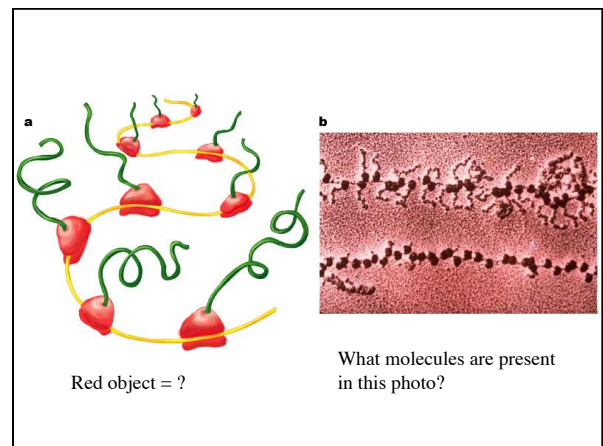 a
b
Red object = ?
What molecules are present
in this photo?